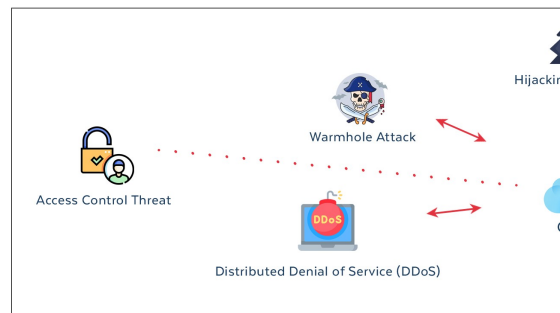 Hijackin
Warmhole Attack
Access Control Threat
DDoS
Distributed Denial of Service (DDoS)